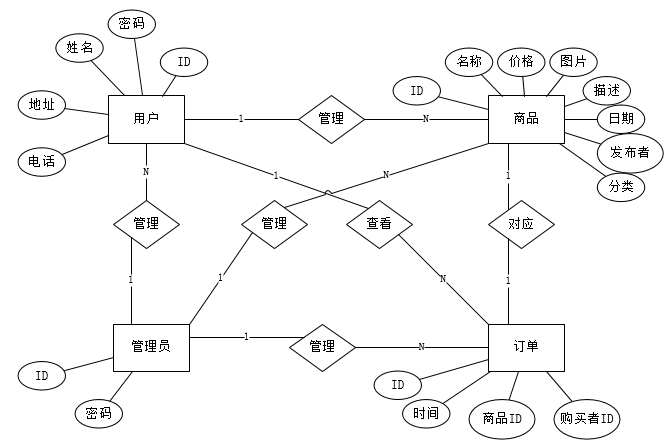 密码
姓名
ID
名称
价格
图片
ID
描述
地址
用户
1
管理
N
商品
日期
电话
发布者
N
1
N
1
分类
管理
管理
查看
对应
1
1
N
1
管理员
1
管理
N
订单
ID
ID
密码
时间
商品ID
购买者ID